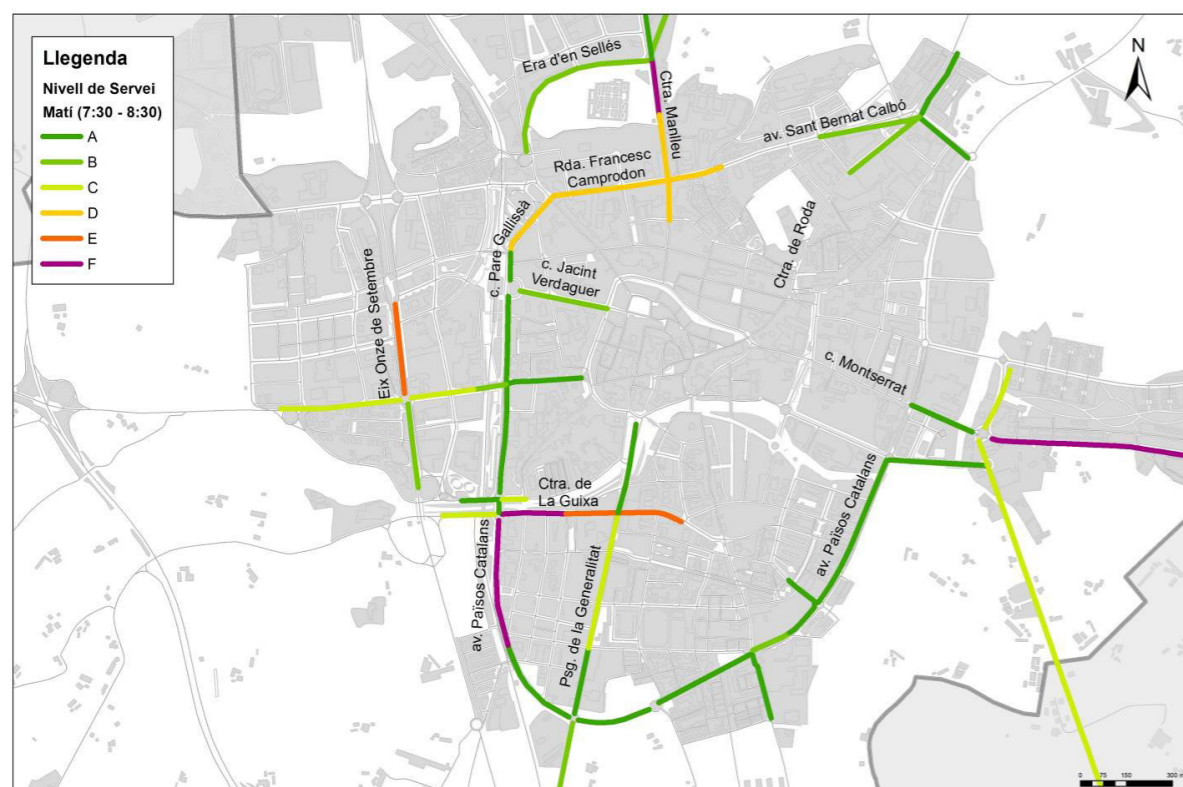 Llegenda
Nivell de Servei
Matí (7:30 - 8:30)
A
B
C
D
E
F
N
Era d'en Sellés
Ctra. Manlleu
av. Sant Bernat Calbó
Rda. Francesc
Camprodon
c. Pare Gallissà
Ctra. de Roda
c. Jacint
Verdaguer
Eix Onze de Setembre
c. Montserrat
Ctra. de
La Guixa
av. Països Catalans
Psg. de la Generalitat
av. Països Catalans
0 75 150 300 m